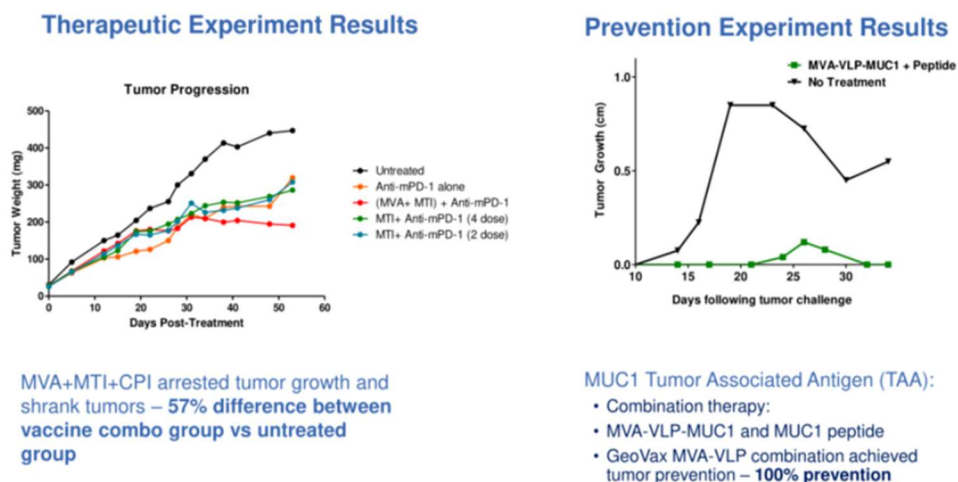 Therapeutic Experiment Results
Tumor Progression
Tumor Weight (mg)
500
400
300
200
100
0
0 10 20 30 40 50 60
Days Post-Treatment
Untreated
Anti-mPD-1 alone
(MVA+ MTI) + Anti-mPD-1
MTI+ Anti-mPD-1 (4 dose)
MTI+ Anti-mPD-1 (2 dose)
MVA+MTI+CPI arrested tumor growth and
shrank tumors – 57% difference between
vaccine combo group vs untreated
group
Prevention Experiment Results
MVA-VLP-MUC1 + Peptide
No Treatment
Tumor Growth (cm)
1.0
0.5
0.0
10 15 20 25 30
Days following tumor challenge
MUC1 Tumor Associated Antigen (TAA):
• Combination therapy:
• MVA-VLP-MUC1 and MUC1 peptide
• GeoVax MVA-VLP combination achieved
tumor prevention – 100% prevention